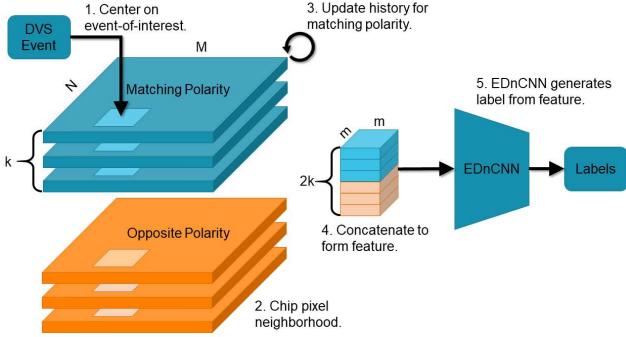 DVS
Event
1. Center on
event-of-interest.
3. Update history for
matching polarity.
M
N
Matching Polarity
k
5. EDnCNN generates
label from feature.
m
m
2k
EDnCNN
Labels
4. Concatenate to
form feature.
Opposite Polarity
2. Chip pixel
neighborhood.